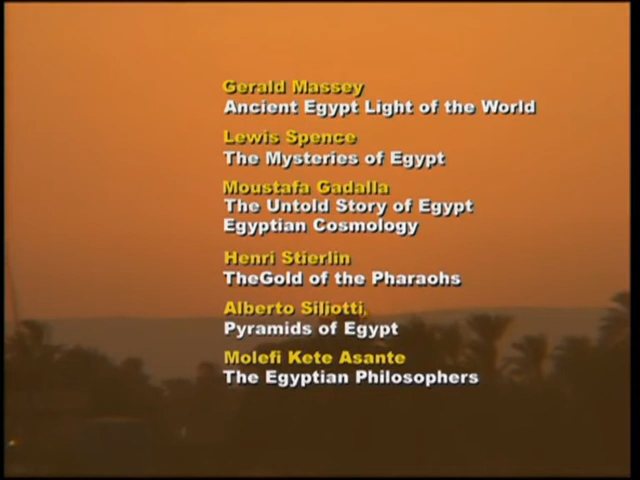 Gerald Massey
Ancient Egypt Light of the World
Lewis Spence
The Mysteries of Egypt
Moustafa Gadalla
The Untold Story of Egypt
Egyptian Cosmology
Henri Stierlin
TheGold of the Pharaohs
Alberto Siliotti,
Pyramids of Egypt
Molefi Kete Asante
The Egyptian Philosophers